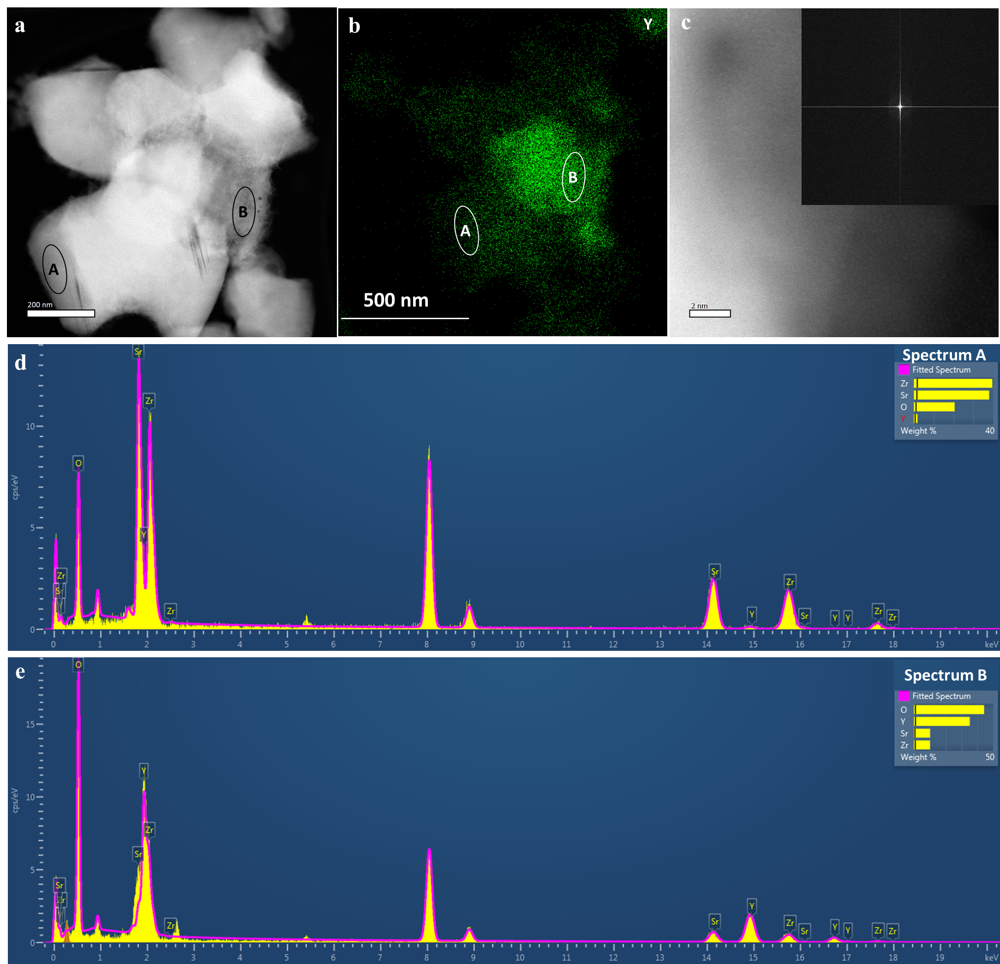 a
A
B
200 nm
b
Y
A
B
500 nm
c
2 nm
d
Spectrum A
Fitted Spectrum
Zr
Sr
O
Y
Weight % 40
Sr
Zr
O
Y
Zr
Sr
Y
Zr
Sr
Y
Zr
Sr
Y
Y
Zr
Zr
cps/eV
10
5
0
0 1 2 3 4 5 6 7 8 9 10 11 12 13 14 15 16 17 18 19 keV
e
Spectrum B
Fitted Spectrum
O
Y
Sr
Zr
Weight % 50
O
Y
Zr
Sr
Sr
Zr
Zr
Sr
Y
Zr
Sr
Y
Y
Zr
Zr
cps/eV
15
10
5
0
0 1 2 3 4 5 6 7 8 9 10 11 12 13 14 15 16 17 18 19 keV